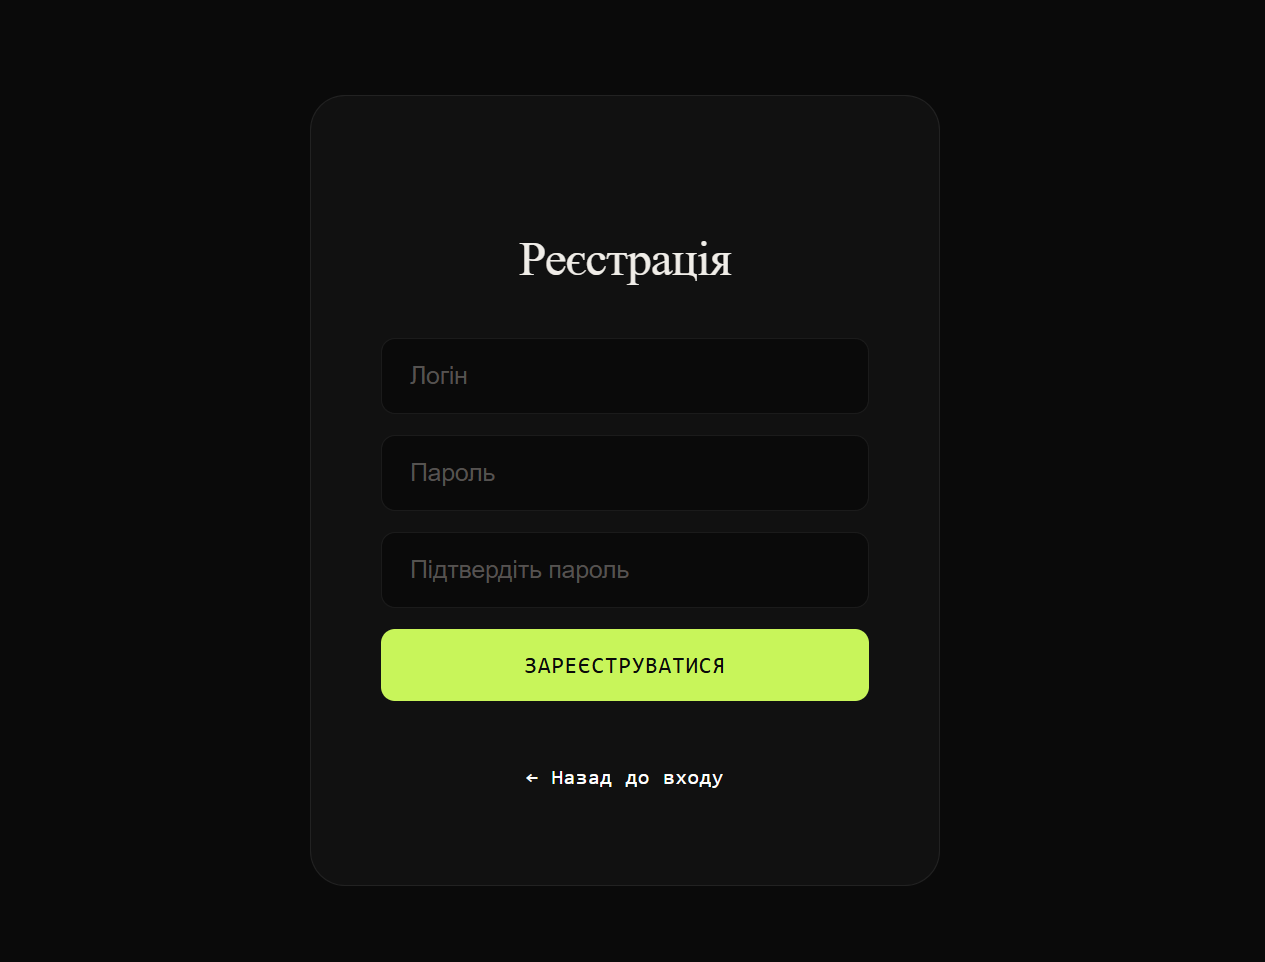 Реєстрація
Логін
Пароль
Підтвердіть пароль
ЗАРЕЄСТРУВАТИСЯ
← Назад до входу